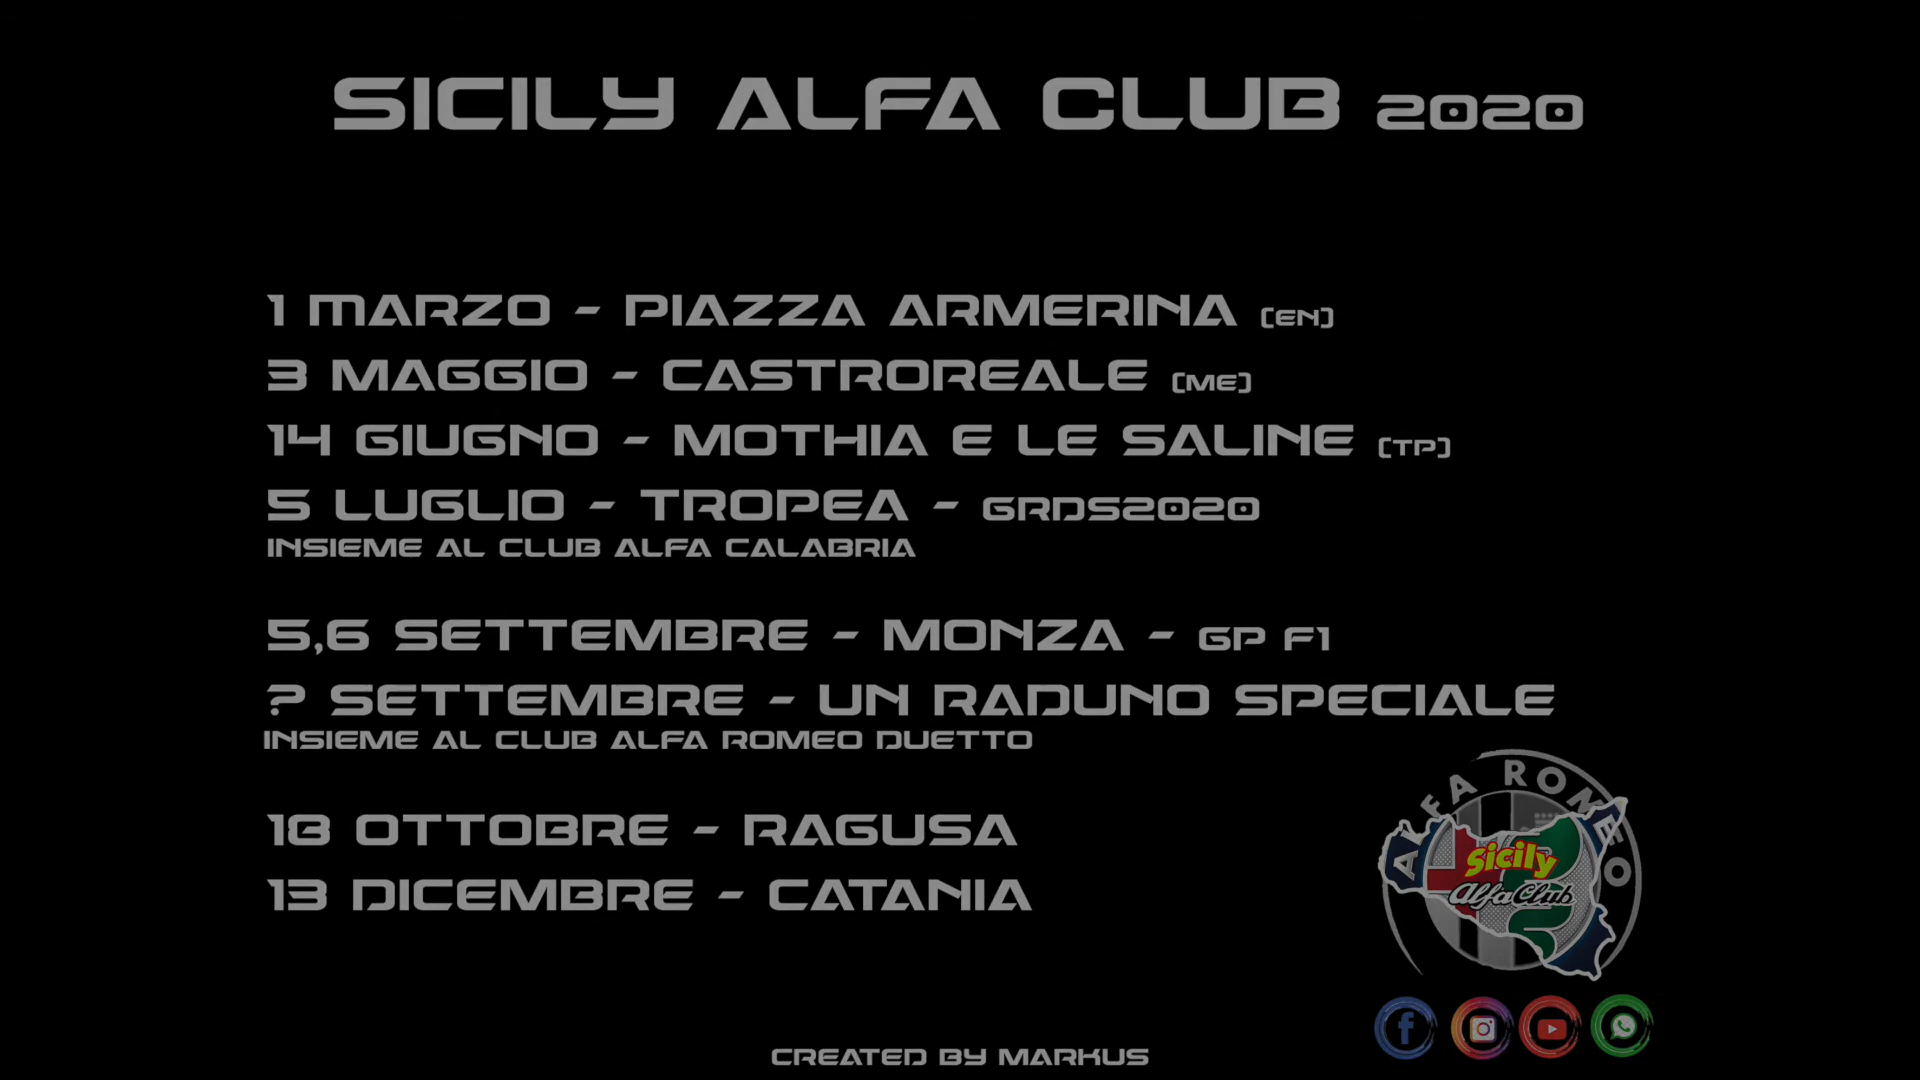 SICILY ALFA CLUB 2020
1 MARZO - PIAZZA ARMERINA (EN)
3 MAGGIO - CASTROREALE (ME)
14 GIUGNO - MOTHIA E LE SALINE (TP)
5 LUGLIO - TROPEA - GRDS2020
INSIEME AL CLUB ALFA CALABRIA
5,6 SETTEMBRE - MONZA - GP F1
? SETTEMBRE - UN RADUNO SPECIALE
INSIEME AL CLUB ALFA ROMEO DUETTO
18 OTTOBRE - RAGUSA
13 DICEMBRE - CATANIA
ALFA ROMEO
Sicily
Alfa Club
CREATED BY MARKUS